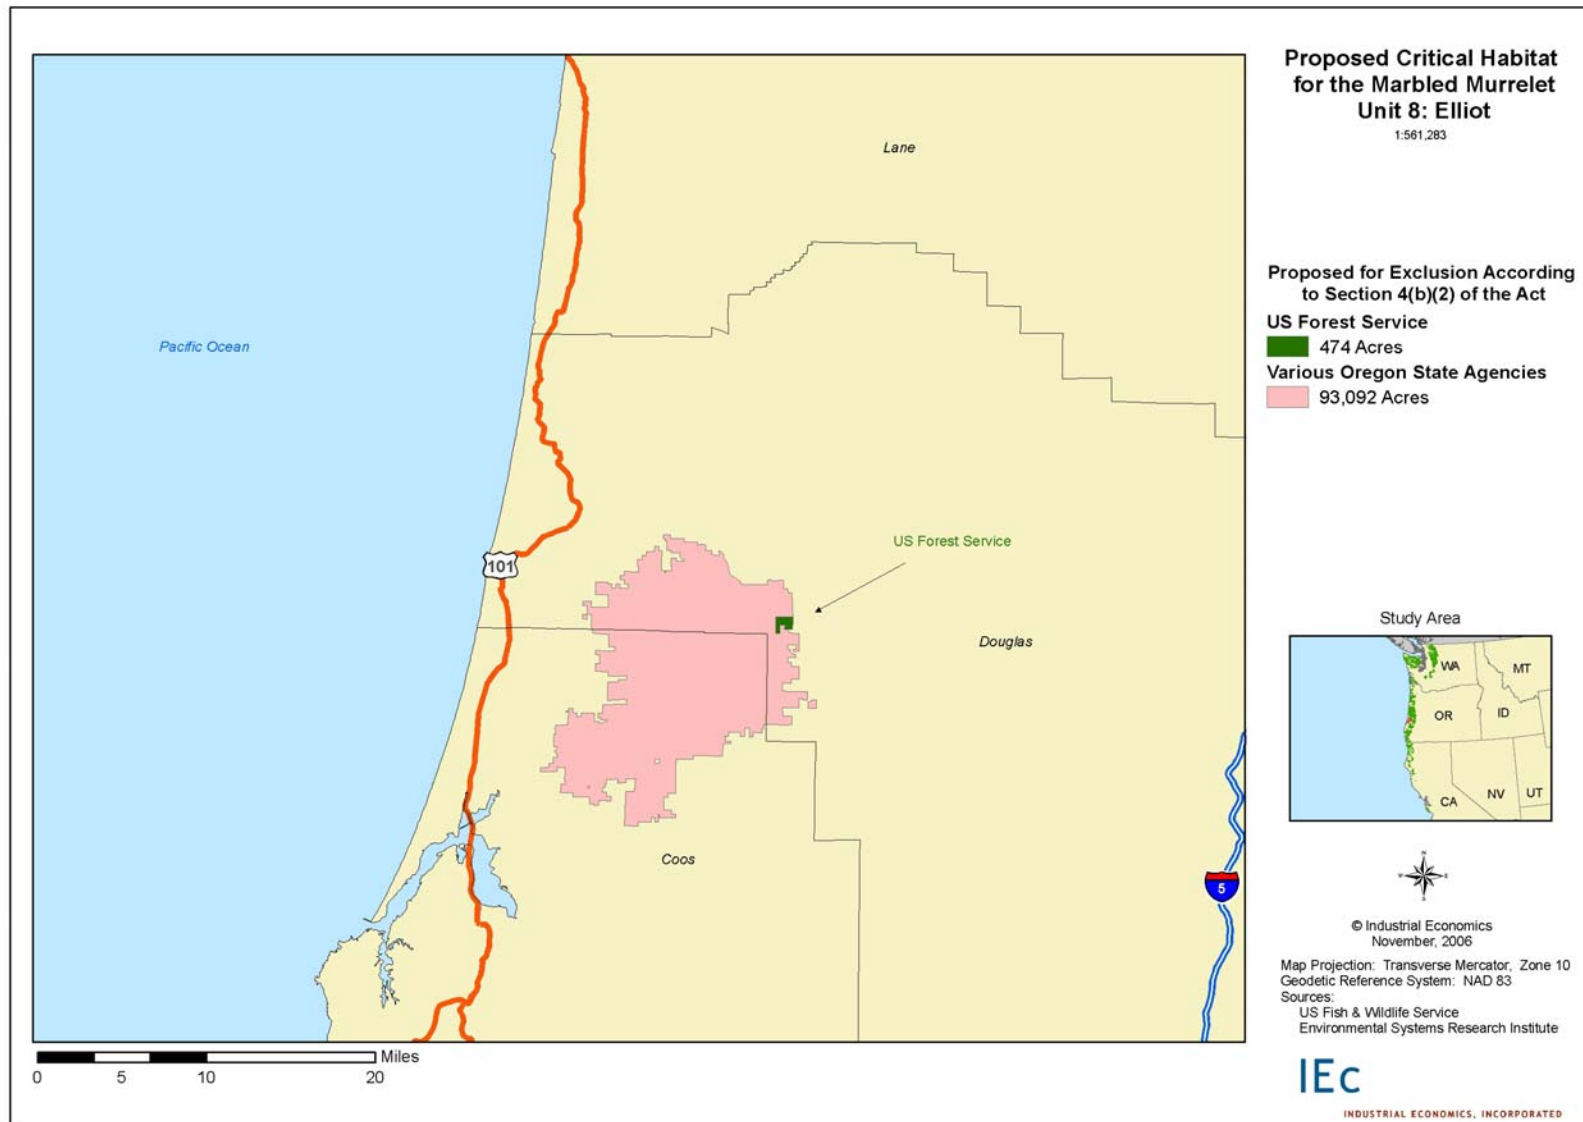 Proposed Critical Habitat
for the Marbled Murrelet
Unit 8: Elliot
1:561,283
Lane
Pacific Ocean
Proposed for Exclusion According
to Section 4(b)(2) of the Act
US Forest Service
474 Acres
Various Oregon State Agencies
93,092 Acres
US Forest Service
101
Douglas
Coos
5
Study Area
WA
MT
OR
ID
CA
NV
UT
N
W
E
S
© Industrial Economics
November, 2006
Map Projection: Transverse Mercator, Zone 10
Geodetic Reference System: NAD 83
Sources:
US Fish & Wildlife Service
Environmental Systems Research Institute
Miles
0 5 10 20
IEc
INDUSTRIAL ECONOMICS, INCORPORATED